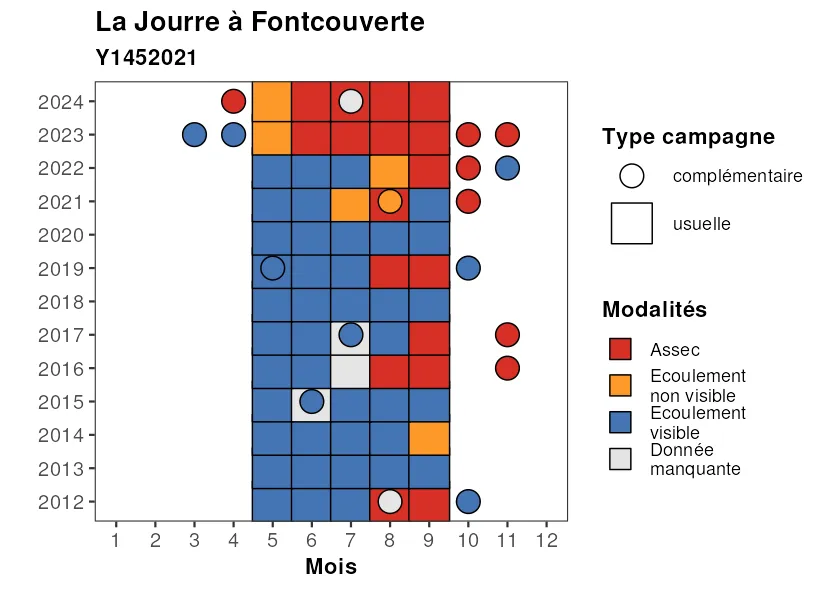 La Jourre à Fontcouverte
Y1452021
2024
2023
2022
2021
2020
2019
2018
2017
2016
2015
2014
2013
2012
1 2 3 4 5 6 7 8 9 10 11 12
Mois
Type campagne
complémentaire
usuelle
Modalités
Assec
Ecoulement
non visible
Ecoulement
visible
Donnée
manquante